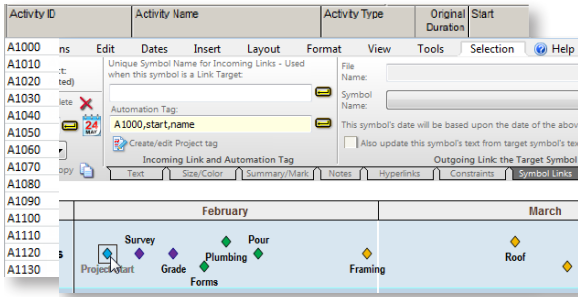 Activity ID Activity Name Activity Type Original Duration Start
A1000
A1010
A1020
A1030
A1040
A1050
A1060
A1070
A1080
A1090
A1100
A1110
A1120
A1130
ns Edit Dates Insert Layout Format View Tools Selection Help
Unique Symbol Name for Incoming Links - Used
when this symbol is a Link Target:
ct:
ted)
lete
24
opy
Automation Tag:
A1000,start,name
Create/edit Project tag
Incoming Link and Automation Tag
File
Name:
Symbol
Name:
This symbol's date will be based upon the date of the abov
Also update this symbol's text from target symbol's tex
Outgoing Link: the Target Symbol
Text Size/Color Summary/Mark Notes Hyperlinks Constraints Symbol Links
February March
s
Survey Pour
Plumbing Roof
Project Start Grade Framing
Forms